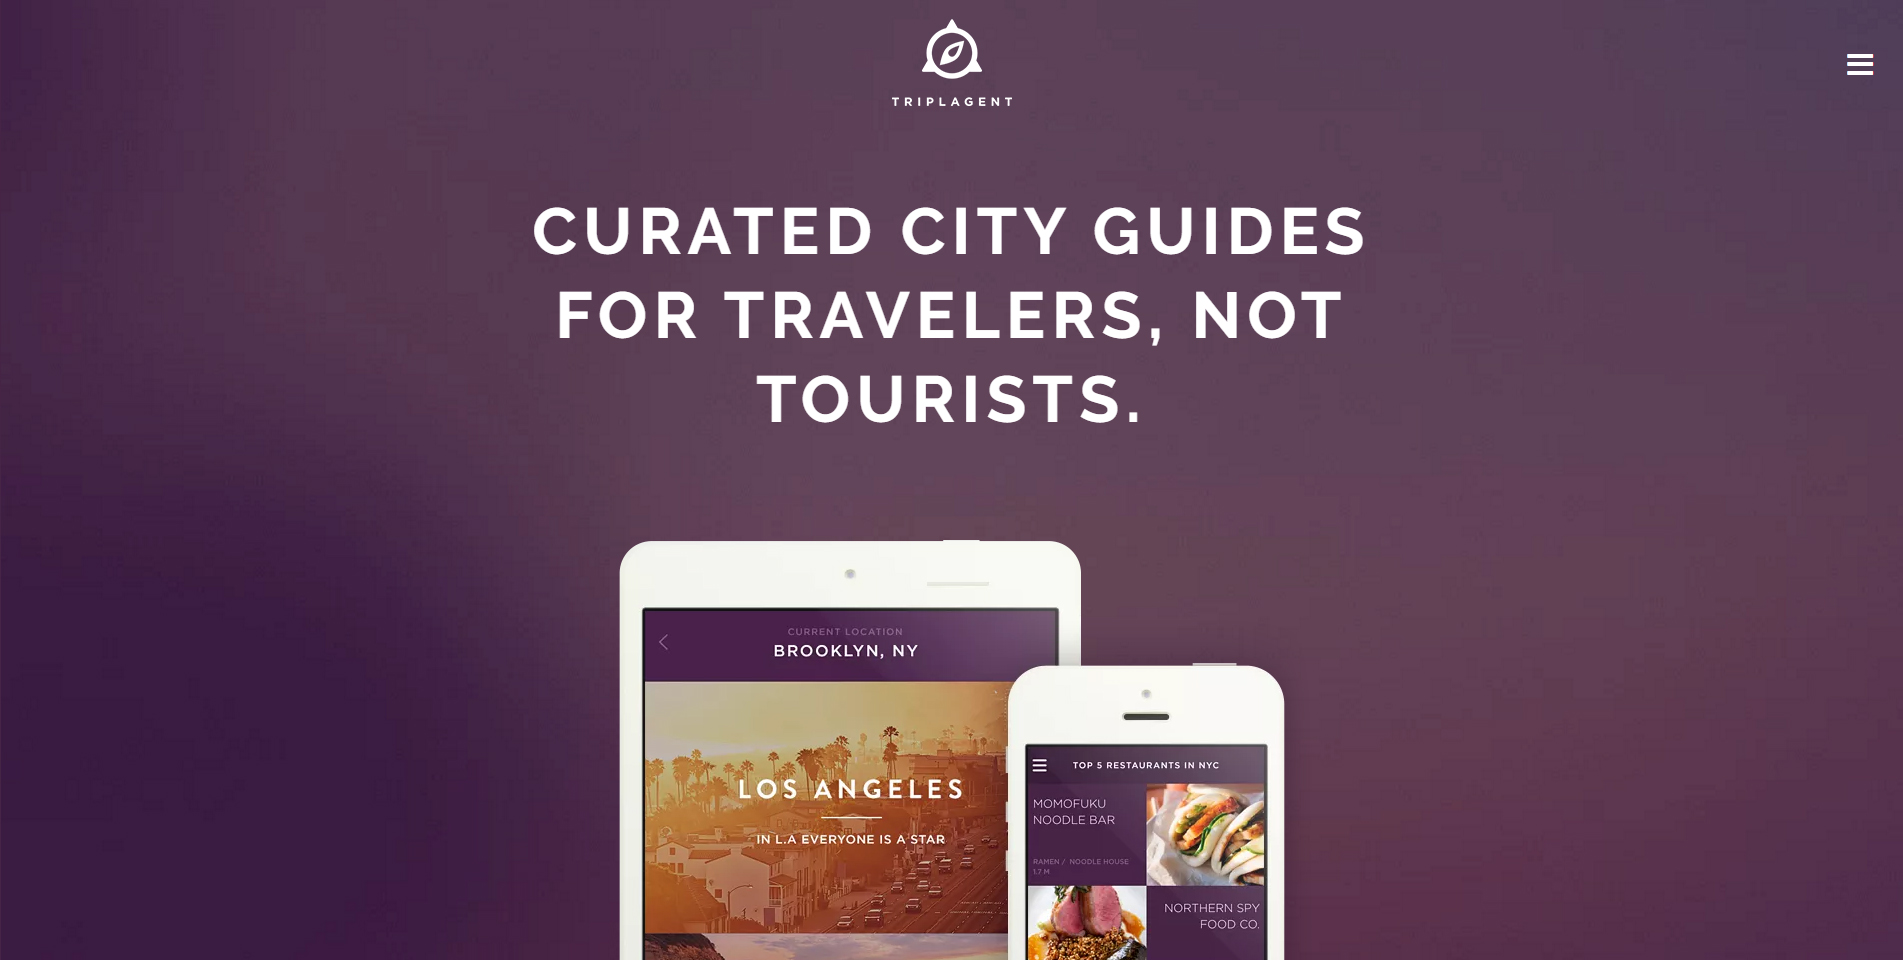 TRIPLAGENT
CURATED CITY GUIDES
FOR TRAVELERS, NOT
TOURISTS.
CURRENT LOCATION
BROOKLYN, NY
LOS ANGELES
IN L.A EVERYONE IS A STAR
TOP 5 RESTAURANTS IN NYC
MOMOFUKU
NOODLE BAR
RAMEN / NOODLE HOUSE
1.7.M
NORTHERN SPY
FOOD CO.